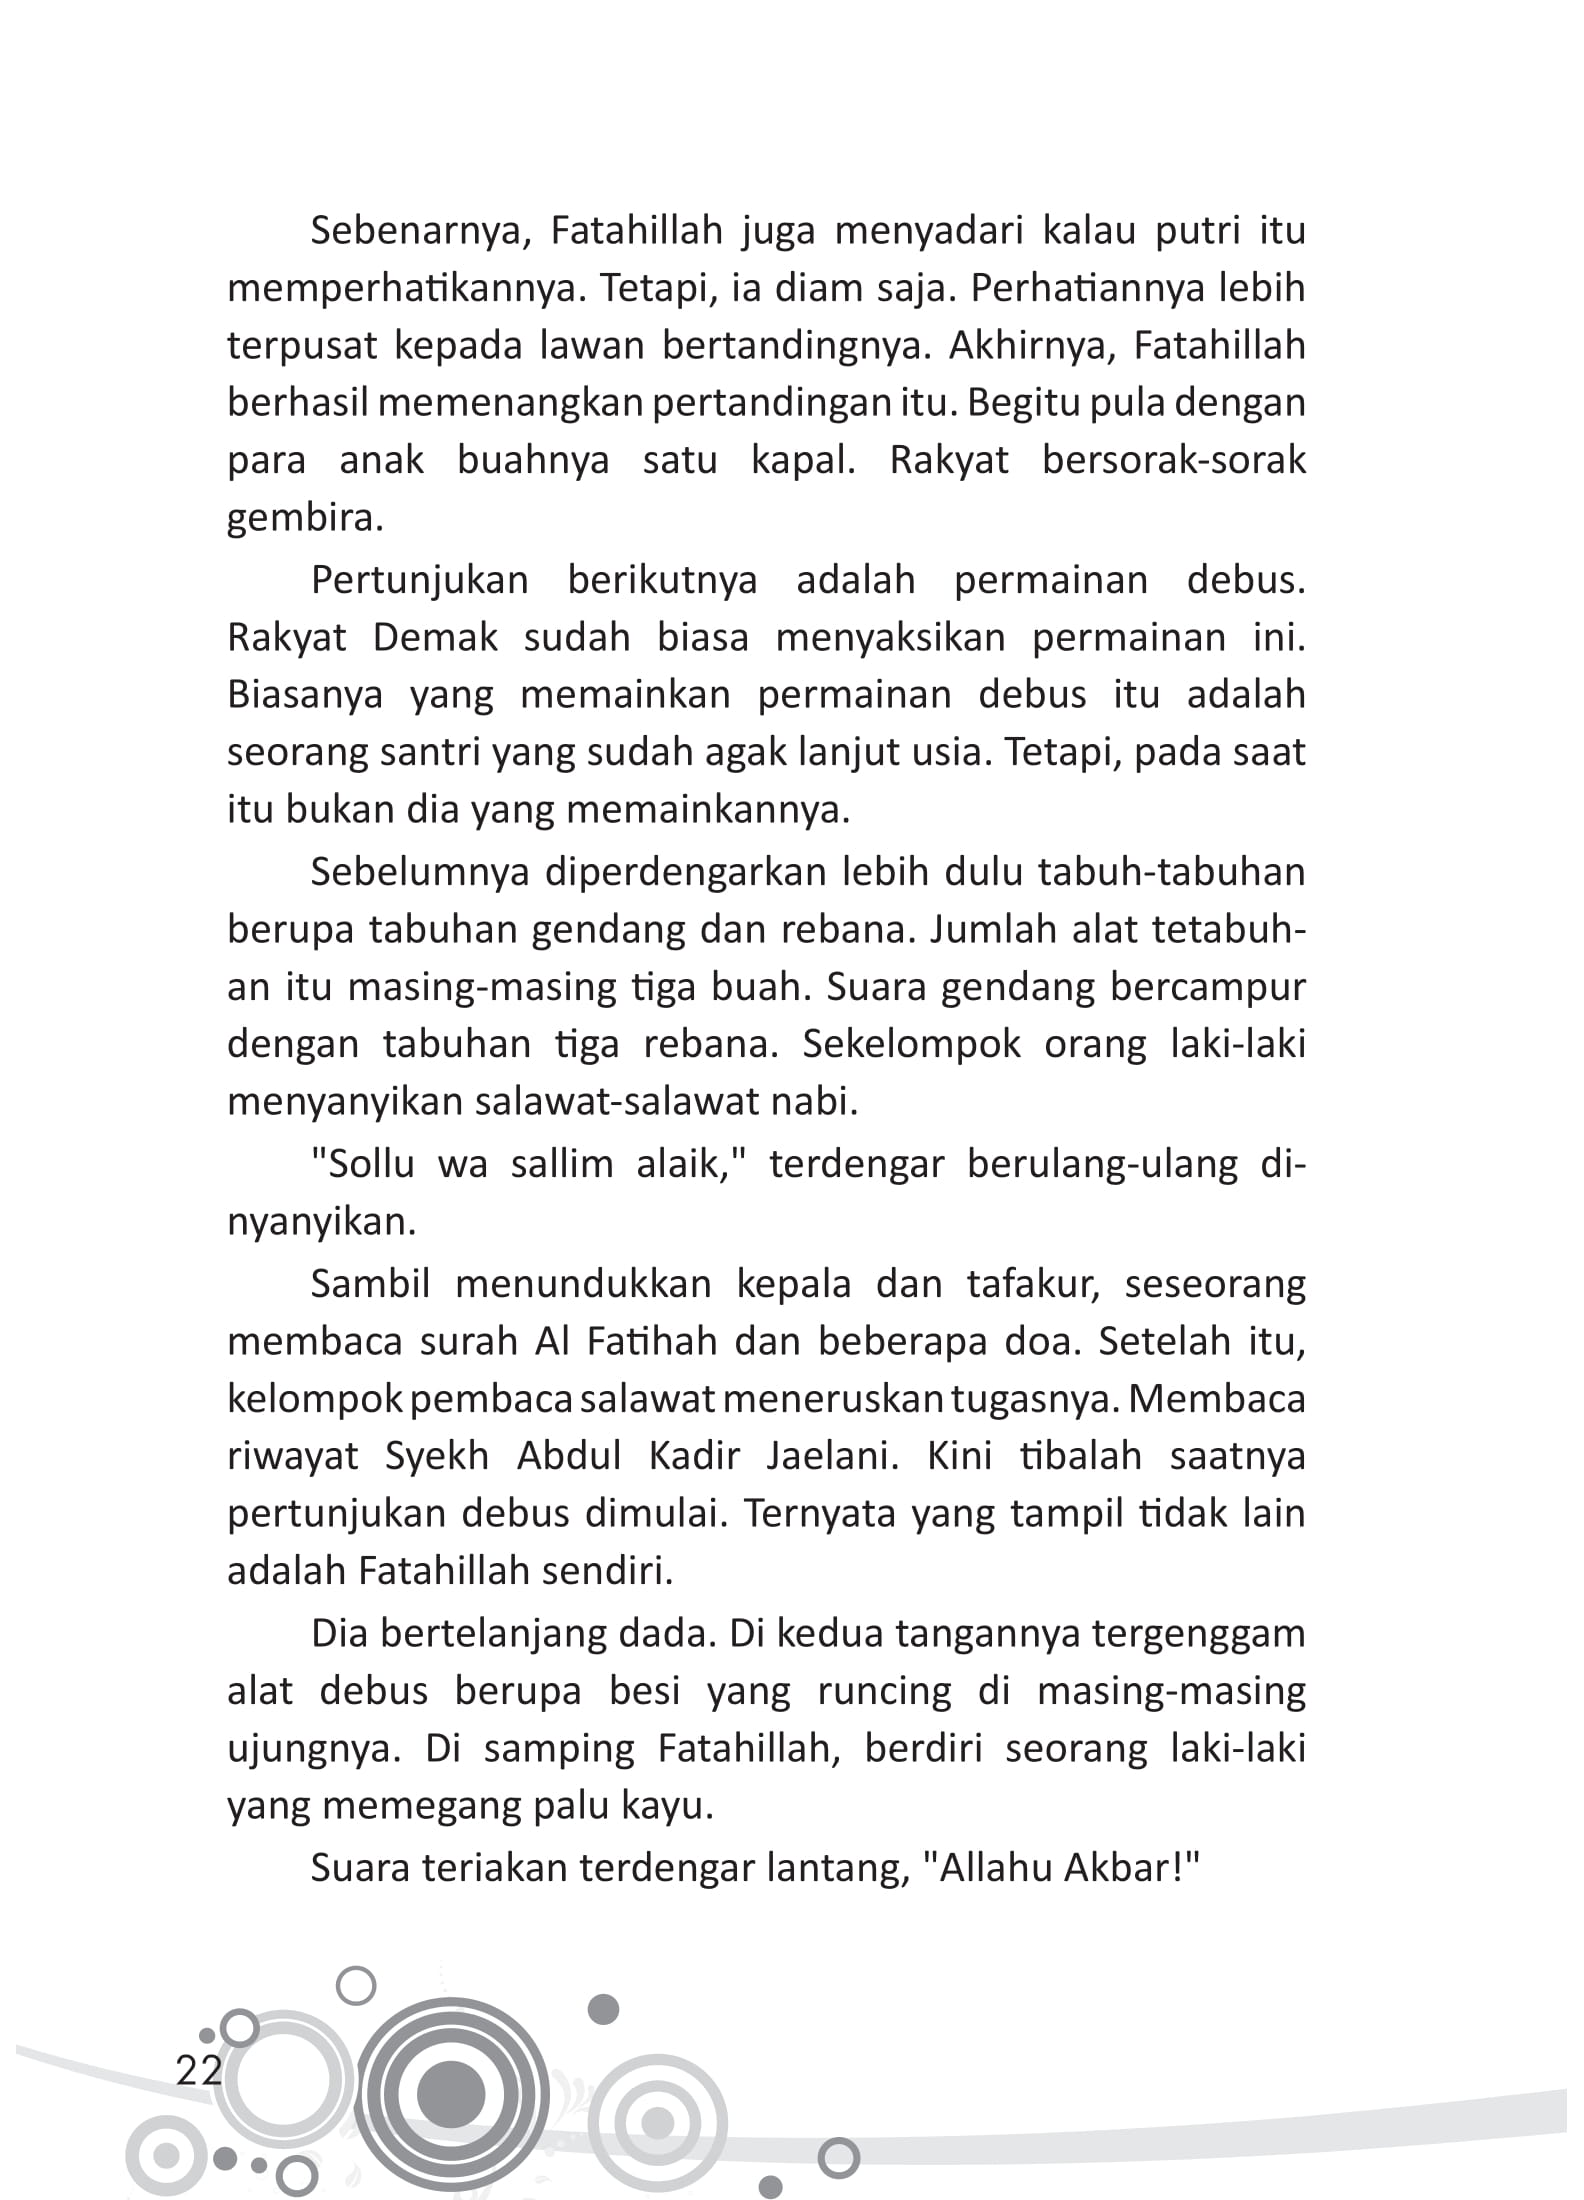 Sebenarnya, Fatahillah juga menyadari kalau putri itu
memperhatikannya. Tetapi, ia diam saja. Perhatiannya lebih
terpusat kepada lawan bertandingnya. Akhirnya, Fatahillah
berhasil memenangkan pertandingan itu. Begitu pula dengan
para anak buahnya satu kapal. Rakyat bersorak-sorak
gembira.
Pertunjukan berikutnya adalah permainan debus.
Rakyat Demak sudah biasa menyaksikan permainan ini.
Biasanya yang memainkan permainan debus itu adalah
seorang santri yang sudah agak lanjut usia. Tetapi, pada saat
itu bukan dia yang memainkannya.
Sebelumnya diperdengarkan lebih dulu tabuh-tabuhan
berupa tabuhan gendang dan rebana. Jumlah alat tetabuh-
an itu masing-masing tiga buah. Suara gendang bercampur
dengan tabuhan tiga rebana. Sekelompok orang laki-laki
menyanyikan salawat-salawat nabi.
"Sollu wa sallim alaik," terdengar berulang-ulang di-
nyanyikan.
Sambil menundukkan kepala dan tafakur, seseorang
membaca surah Al Fatihah dan beberapa doa. Setelah itu,
kelompok pembaca salawat meneruskan tugasnya. Membaca
riwayat Syekh Abdul Kadir Jaelani. Kini tibalah saatnya
pertunjukan debus dimulai. Ternyata yang tampil tidak lain
adalah Fatahillah sendiri.
Dia bertelanjang dada. Di kedua tangannya tergenggam
alat debus berupa besi yang runcing di masing-masing
ujungnya. Di samping Fatahillah, berdiri seorang laki-laki
yang memegang palu kayu.
Suara teriakan terdengar lantang, "Allahu Akbar!"
22